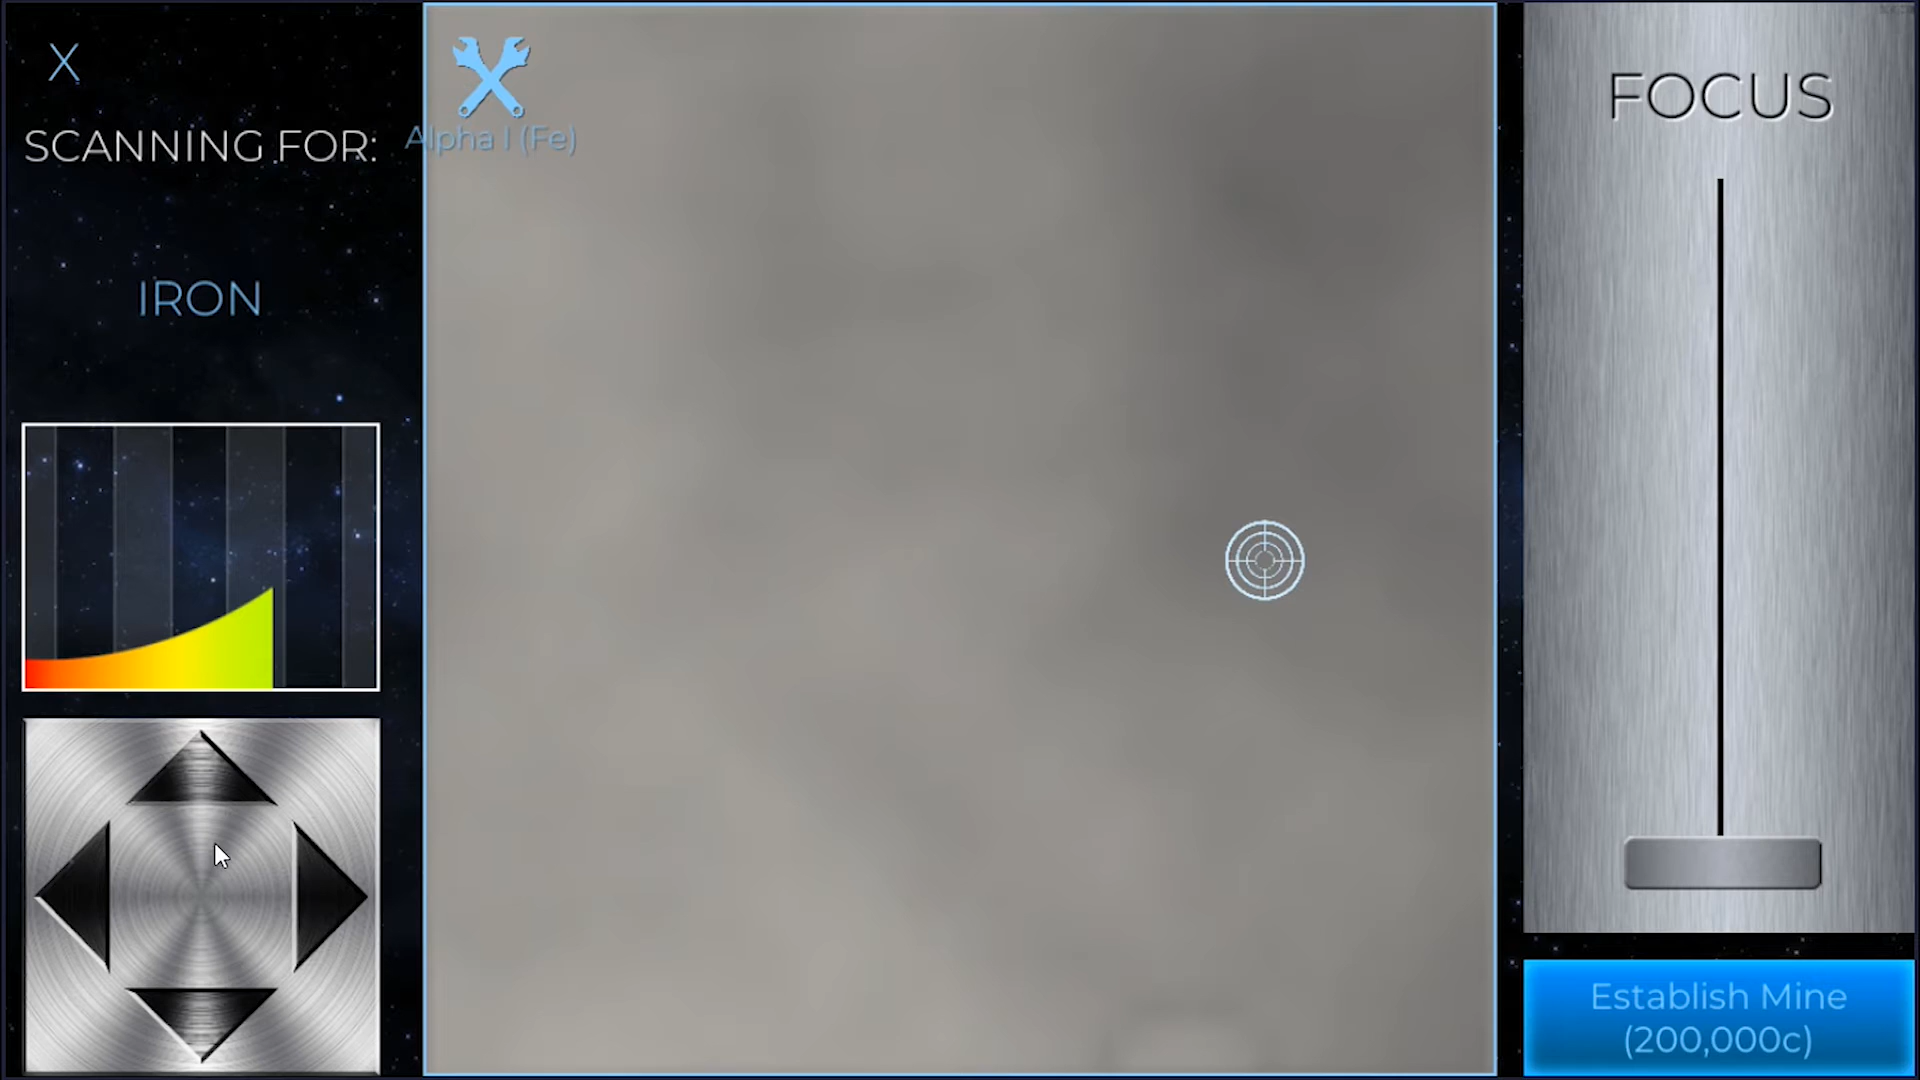 X
SCANNING FOR:
IRON
Alpha I (Fe)
FOCUS
Establish Mine
(200,000c)